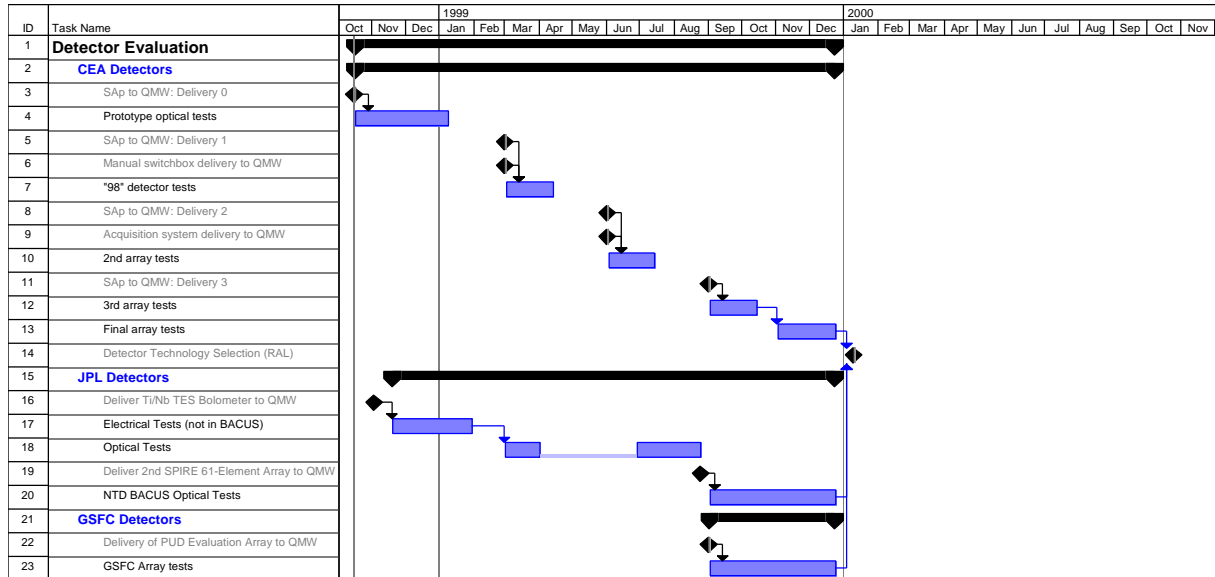 1999 2000
ID Task Name Oct Nov Dec Jan Feb Mar Apr May Jun Jul Aug Sep Oct Nov Dec Jan Feb Mar Apr May Jun Jul Aug Sep Oct Nov
1 Detector Evaluation
2 CEA Detectors
3 SAp to QMW: Delivery 0
4 Prototype optical tests
5 SAp to QMW: Delivery 1
6 Manual switchbox delivery to QMW
7 "98" detector tests
8 SAp to QMW: Delivery 2
9 Acquisition system delivery to QMW
10 2nd array tests
11 SAp to QMW: Delivery 3
12 3rd array tests
13 Final array tests
14 Detector Technology Selection (RAL)
15 JPL Detectors
16 Deliver Ti/Nb TES Bolometer to QMW
17 Electrical Tests (not in BACUS)
18 Optical Tests
19 Deliver 2nd SPIRE 61-Element Array to QMW
20 NTD BACUS Optical Tests
21 GSFC Detectors
22 Delivery of PUD Evaluation Array to QMW
23 GSFC Array tests